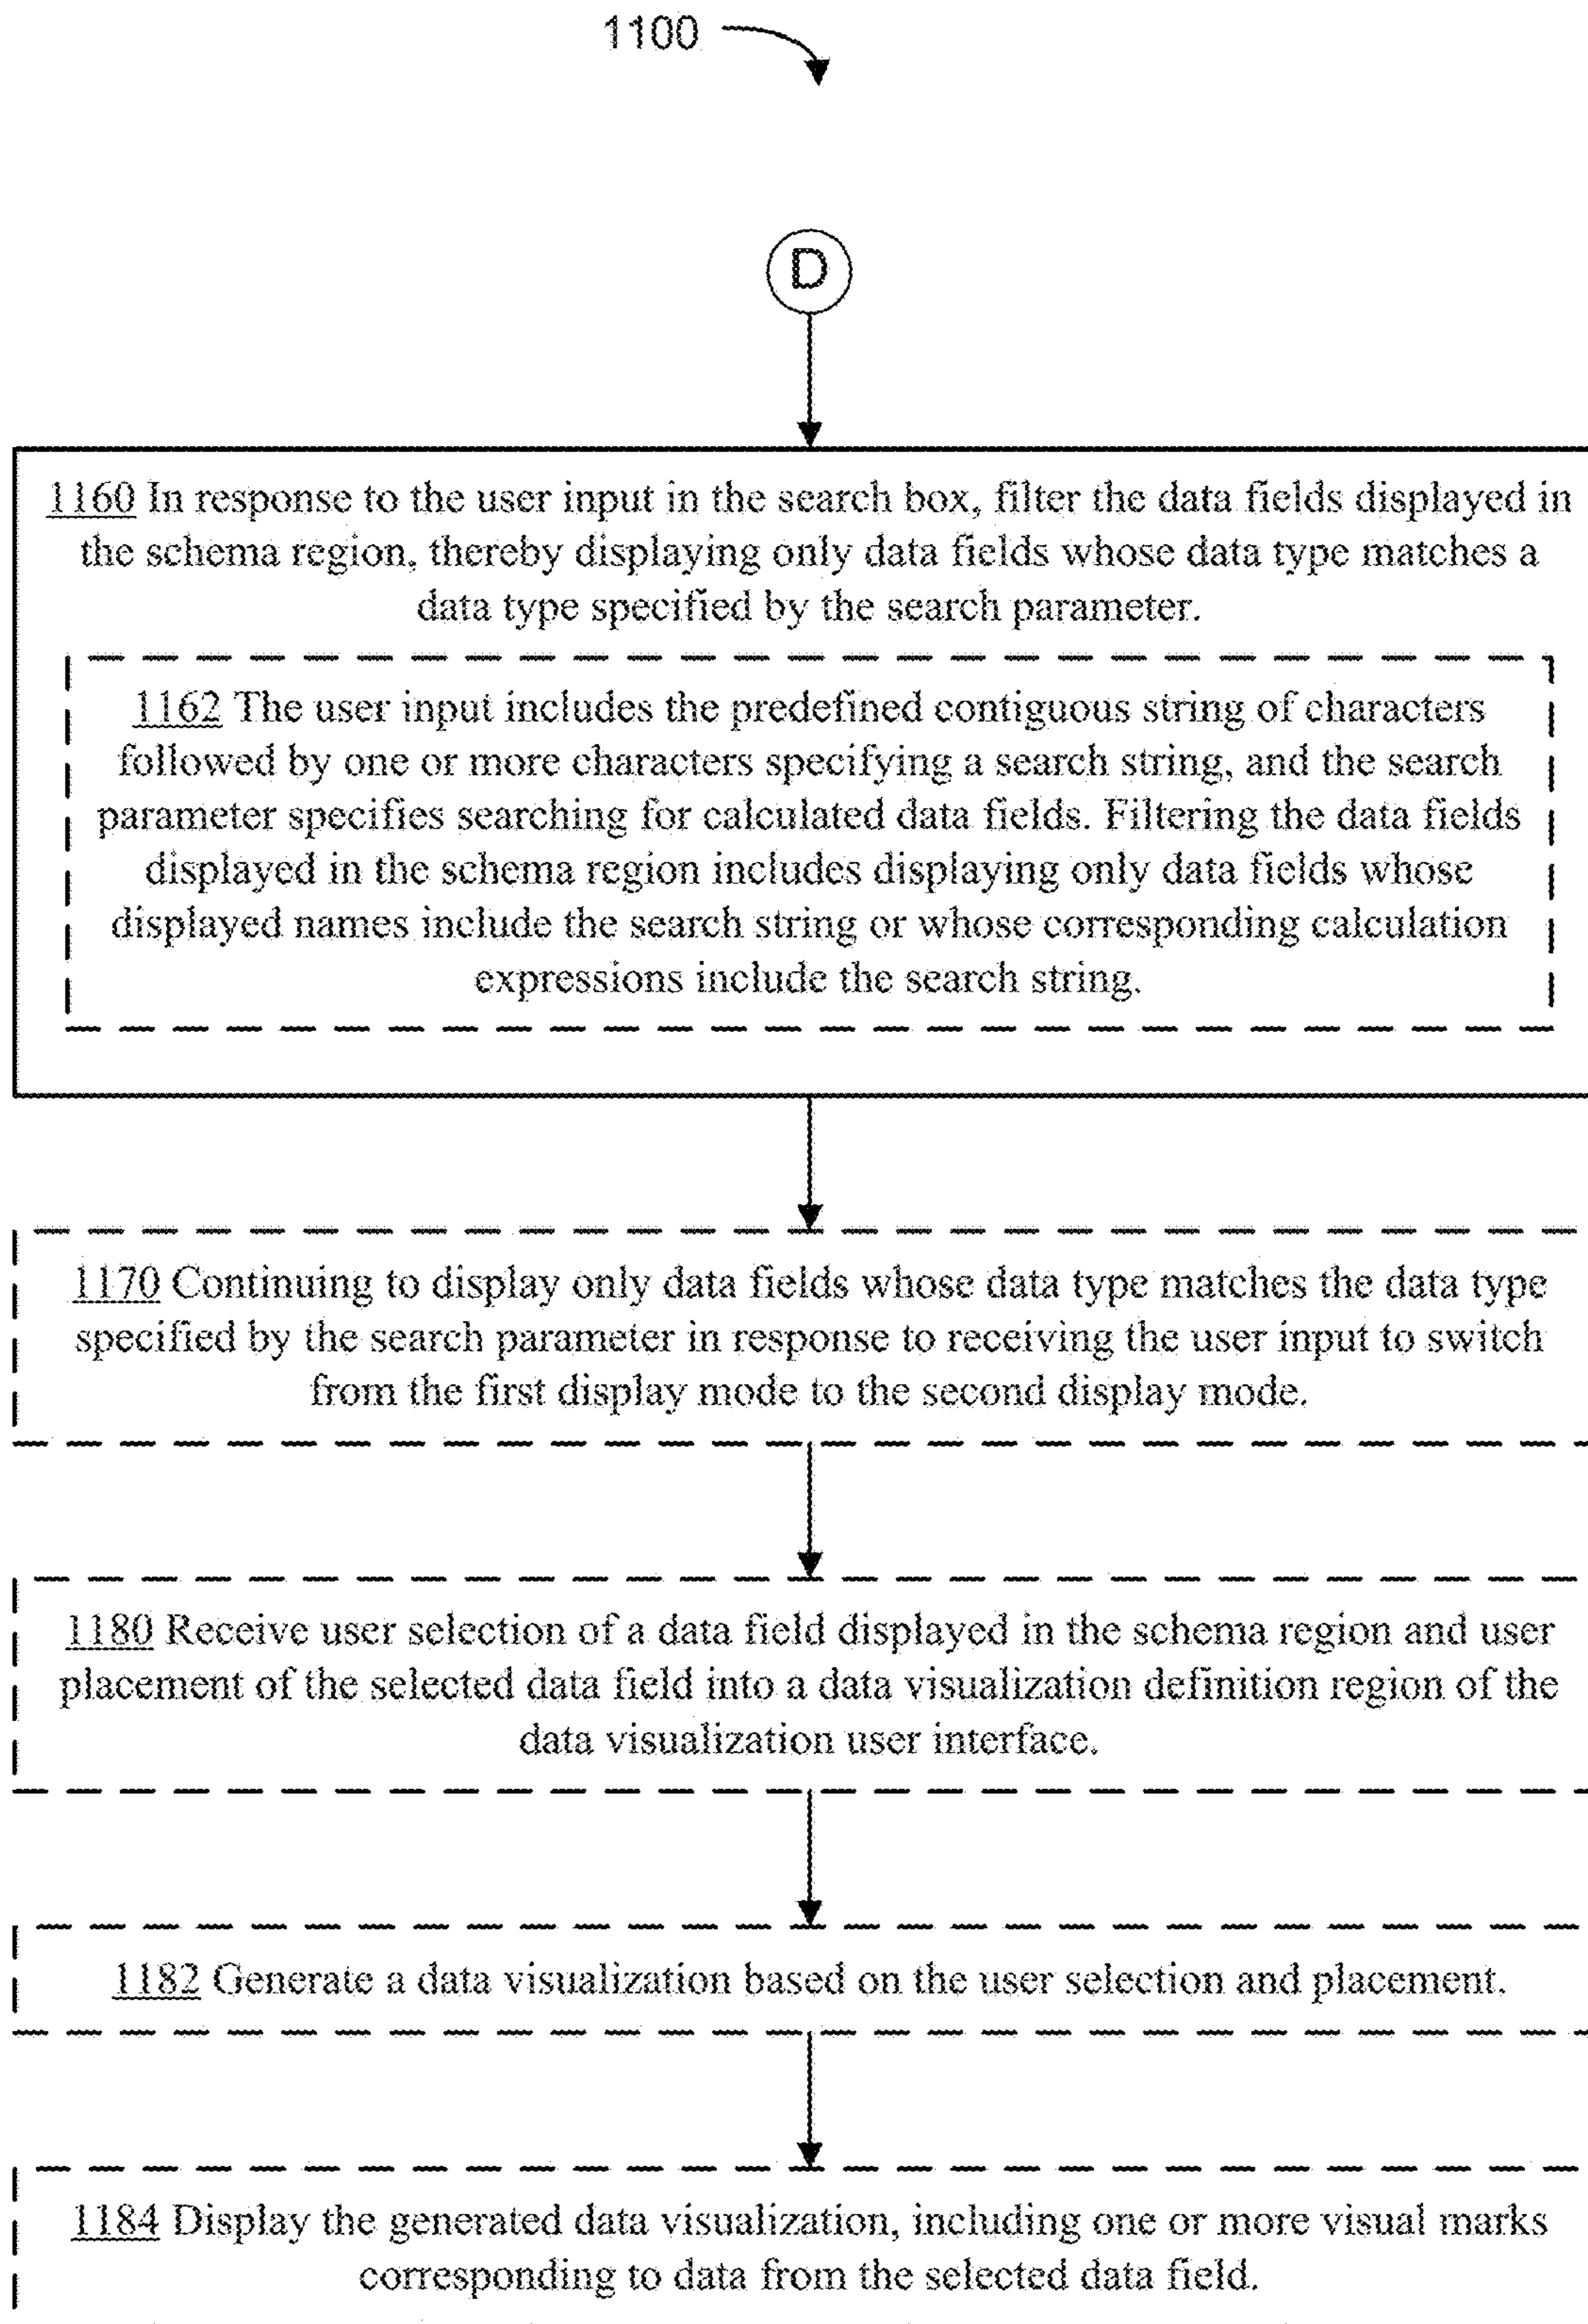 1100
D
1160 In response to the user input in the search box, filter the data fields displayed in
the schema region, thereby displaying only data fields whose data type matches a
data type specified by the search parameter.
1162 The user input includes the predefined contiguous string of characters
followed by one or more characters specifying a search string, and the search
parameter specifies searching for calculated data fields. Filtering the data fields
displayed in the schema region includes displaying only data fields whose
displayed names include the search string or whose corresponding calculation
expressions include the search string.
1170 Continuing to display only data fields whose data type matches the data type
specified by the search parameter in response to receiving the user input to switch
from the first display mode to the second display mode.
1180 Receive user selection of a data field displayed in the schema region and user
placement of the selected data field into a data visualization definition region of the
data visualization user interface.
1182 Generate a data visualization based on the user selection and placement.
1184 Display the generated data visualization, including one or more visual marks
corresponding to data from the selected data field.